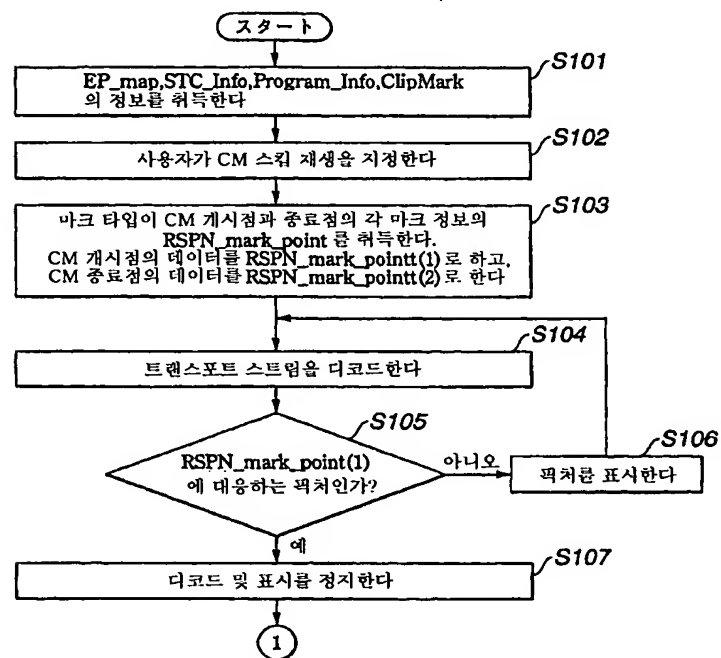 スタート
S101
EP_map,STC_Info,Program_Info,ClipMark
의 정보를 취득한다
S102
사용자가 CM 스킵 재생을 지정한다
S103
마크 타입이 CM 개시점과 종료점의 각 마크 정보의
RSPN_mark_point 를 취득한다.
CM 개시점의 데이터를 RSPN_mark_pointt(1)로 하고,
CM 종료점의 데이터를 RSPN_mark_pointt(2)로 한다
S104
트랜스포트 스트림을 디코드한다
S105
RSPN_mark_point(1)
에 대응하는 픽처인가?
아니오
S106
픽처를 표시한다
예
S107
디코드 및 표시를 정지한다
1